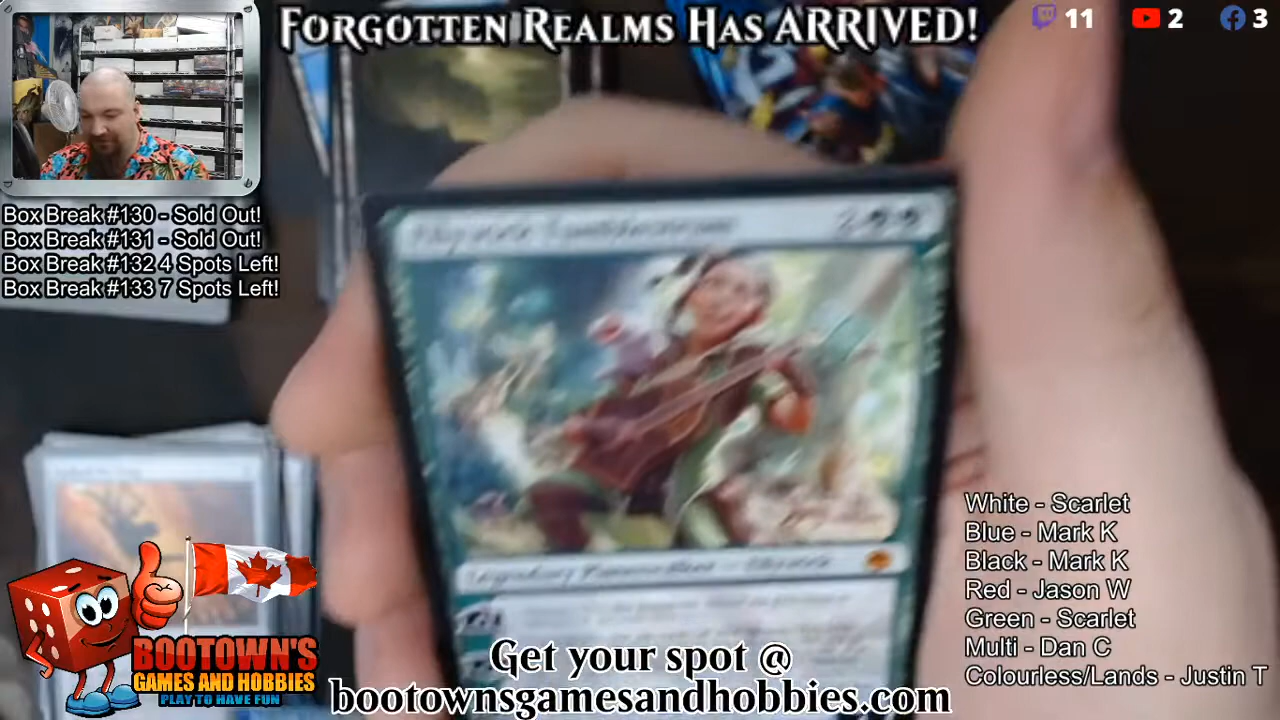 FORGOTTEN REALMS HAS ARRIVED!
11 2 3
Box Break #130 - Sold Out!
Box Break #131 - Sold Out!
Box Break #132 4 Spots Left!
Box Break #133 7 Spots Left!
Legendary Planeswalker - Ellywick
White - Scarlet
Blue - Mark K
Black - Mark K
Red - Jason W
Green - Scarlet
Multi - Dan C
Colourless/Lands - Justin T
BOOTOWN'S
GAMES AND HOBBIES
PLAY TO HAVE FUN
Get your spot @
bootownsgamesandhobbies.com